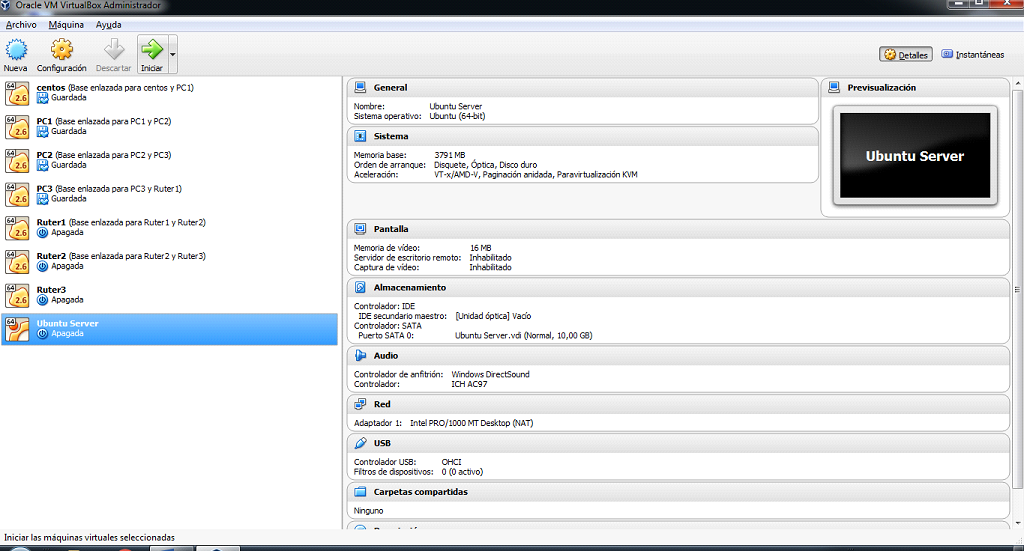 Oracle VM VirtualBox Administrador
Archivo Máquina Ayuda
Nueva Configuración Descartar Iniciar
Detalles Instantáneas
64 2.6 centos (Base enlazada para centos y PC1)
Guardada
64 2.6 PC1 (Base enlazada para PC1 y PC2)
Guardada
64 2.6 PC2 (Base enlazada para PC2 y PC3)
Guardada
64 2.6 PC3 (Base enlazada para PC3 y Ruter1)
Guardada
64 2.6 Ruter1 (Base enlazada para Ruter1 y Ruter2)
Apagada
64 2.6 Ruter2 (Base enlazada para Ruter2 y Ruter3)
Apagada
64 2.6 Ruter3
Apagada
64 Ubuntu Server
Apagada
General
Nombre: Ubuntu Server
Sistema operativo: Ubuntu (64-bit)
Sistema
Memoria base: 3791 MB
Orden de arranque: Disquete, Óptica, Disco duro
Aceleración: VT-x/AMD-V, Paginación anidada, Paravirtualización KVM
Previsualización
Ubuntu Server
Pantalla
Memoria de vídeo: 16 MB
Servidor de escritorio remoto: Inhabilitado
Captura de vídeo: Inhabilitado
Almacenamiento
Controlador: IDE
IDE secundario maestro: [Unidad óptica] Vacío
Controlador: SATA
Puerto SATA 0: Ubuntu Server.vdi (Normal, 10,00 GB)
Audio
Controlador de anfitrión: Windows DirectSound
Controlador: ICH AC97
Red
Adaptador 1: Intel PRO/1000 MT Desktop (NAT)
USB
Controlador USB: OHCI
Filtros de dispositivos: 0 (0 activo)
Carpetas compartidas
Ninguno
Iniciar las máquinas virtuales seleccionadas